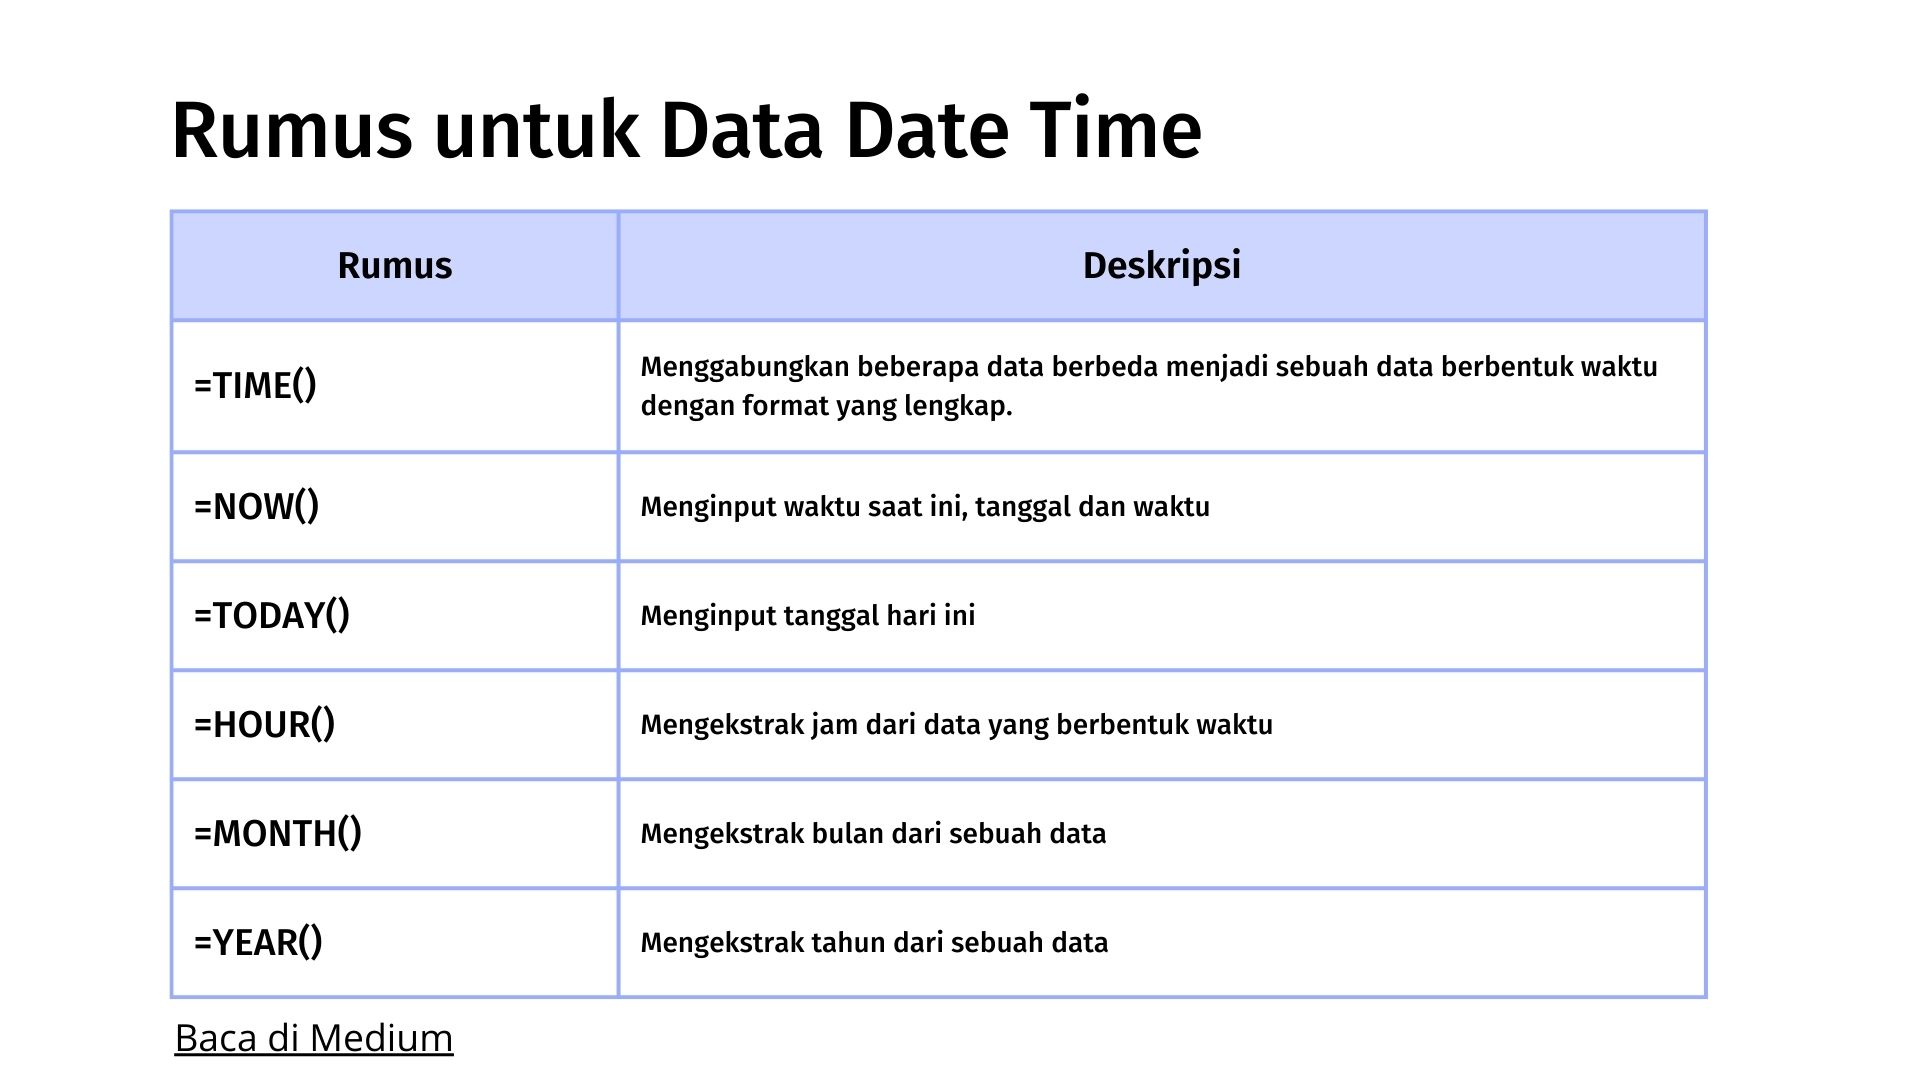 Rumus untuk Data Date Time
Rumus
Deskripsi
=TIME()
Menggabungkan beberapa data berbeda menjadi sebuah data berbentuk waktu
dengan format yang lengkap.
=NOW()
Menginput waktu saat ini, tanggal dan waktu
=TODAY()
Menginput tanggal hari ini
=HOUR()
Mengekstrak jam dari data yang berbentuk waktu
=MONTH()
Mengekstrak bulan dari sebuah data
=YEAR()
Mengekstrak tahun dari sebuah data
Baca di Medium